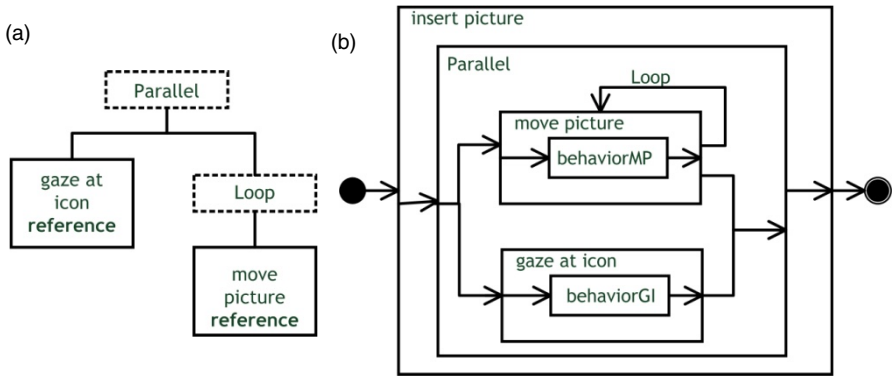 (a)
Parallel
gaze at
icon
reference
Loop
move
picture
reference
(b)
insert picture
Parallel
Loop
move picture
behaviorMP
gaze at icon
behaviorGI